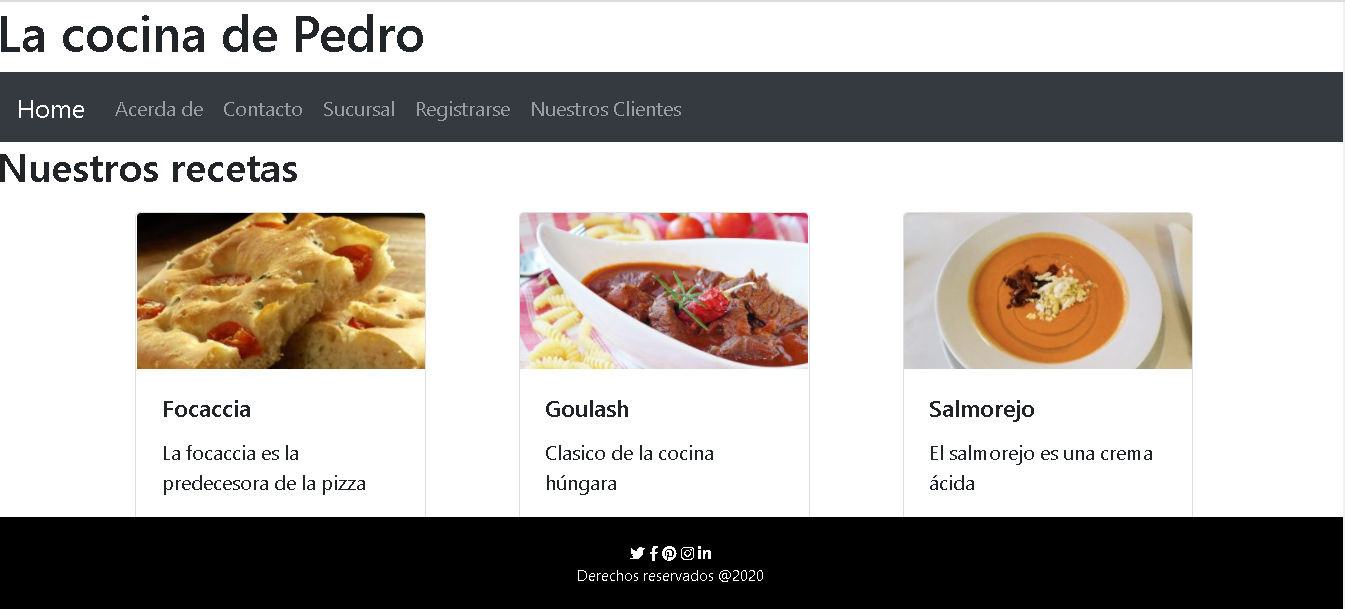 La cocina de Pedro
Home Acerda de Contacto Sucursal Registrarse Nuestros Clientes
Nuestros recetas
Focaccia
La focaccia es la
predecesora de la pizza
Goulash
Clasico de la cocina
húngara
Salmorejo
El salmorejo es una crema
ácida
Derechos reservados @2020